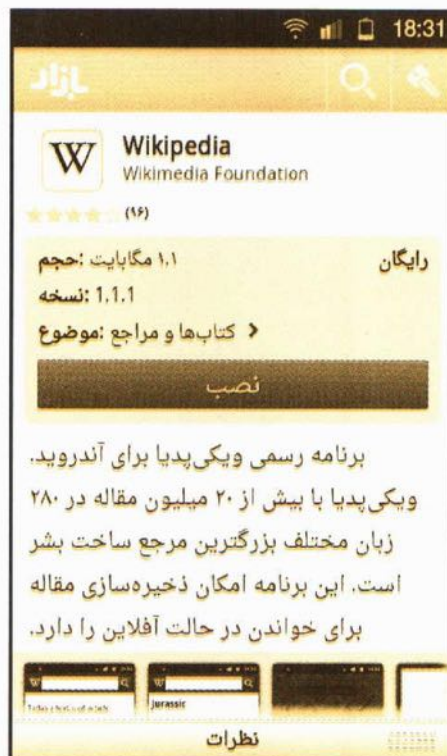 18:31
بازار
W
Wikipedia
Wikimedia Foundation
(۹۶)
رایگان
۱.۱ مگابایت :حجم
1.1.1 :نسخه
کتاب‌ها و مراجع :موضوع
نصب
برنامه رسمی ویکی‌پدیا برای آندروید.
ویکی‌پدیا با بیش از ۲۰ میلیون مقاله در ۲۸۰
زبان مختلف بزرگترین مرجع ساخت بشر
است. این برنامه امکان ذخیره‌سازی مقاله
برای خواندن در حالت آفلاین را دارد.
W
W
Jurassic
نظرات